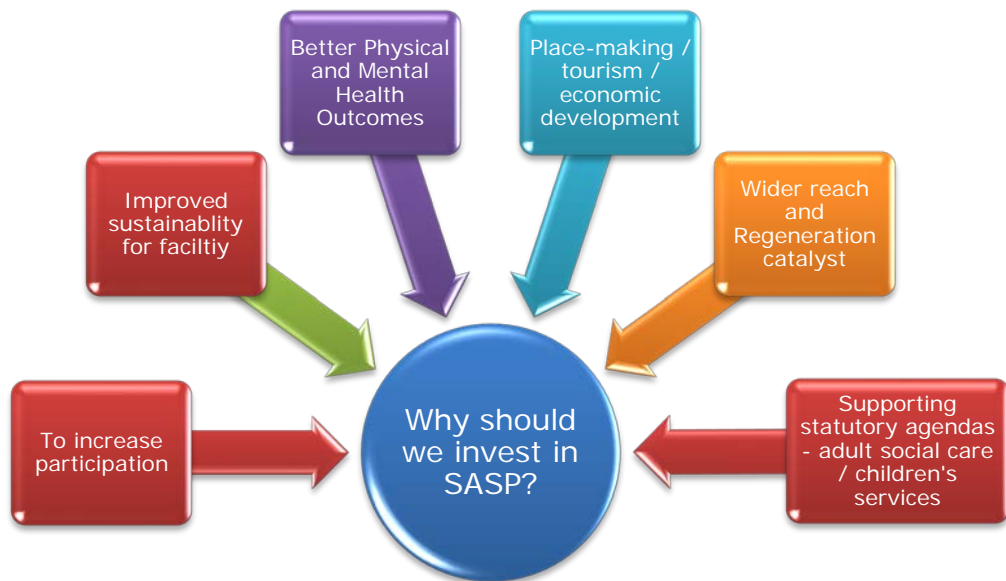 Better Physical
and Mental
Health
Outcomes
Place-making /
tourism /
economic
development
Improved
sustainablity
for faciltiy
Wider reach
and
Regeneration
catalyst
To increase
participation
Why should
we invest in
SASP?
Supporting
statutory agendas
- adult social care
/ children's
services